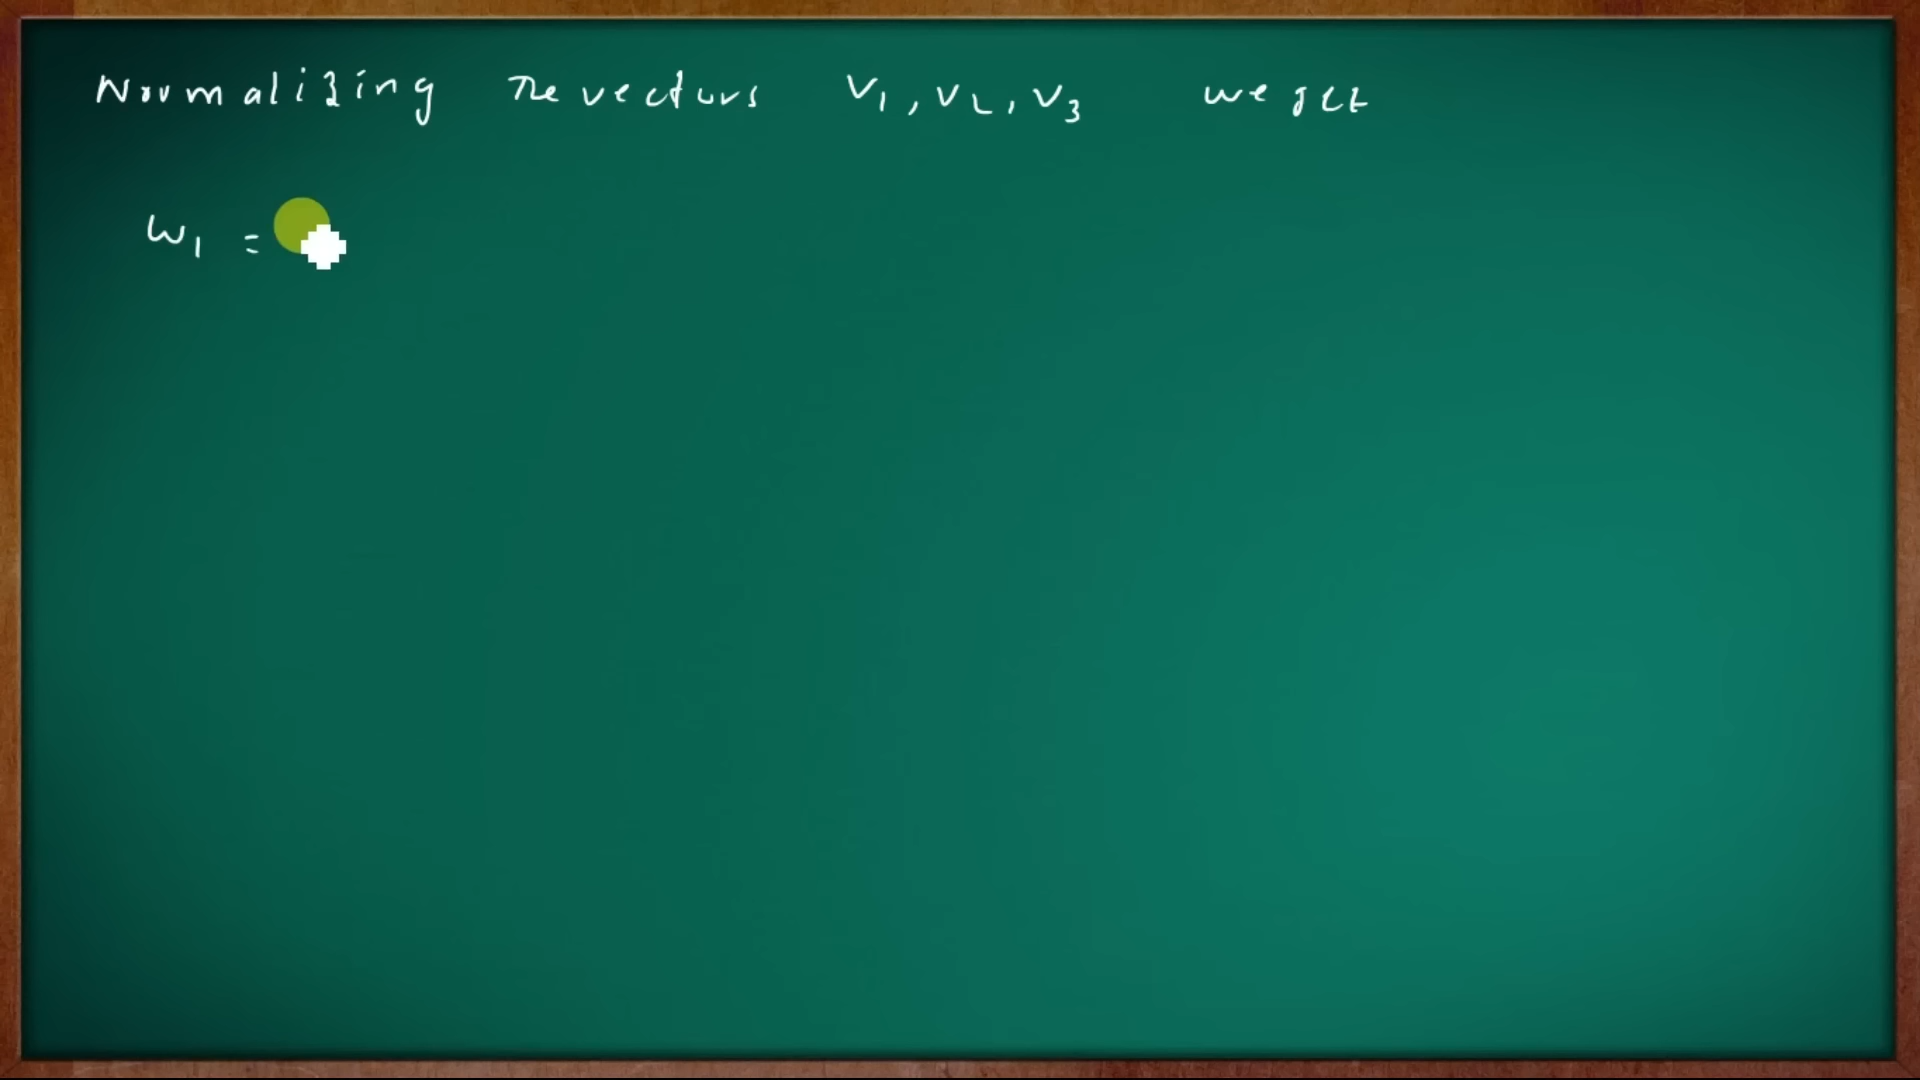 Normalizing The vectors V₁, V₂, V₃ we get
W₁ =